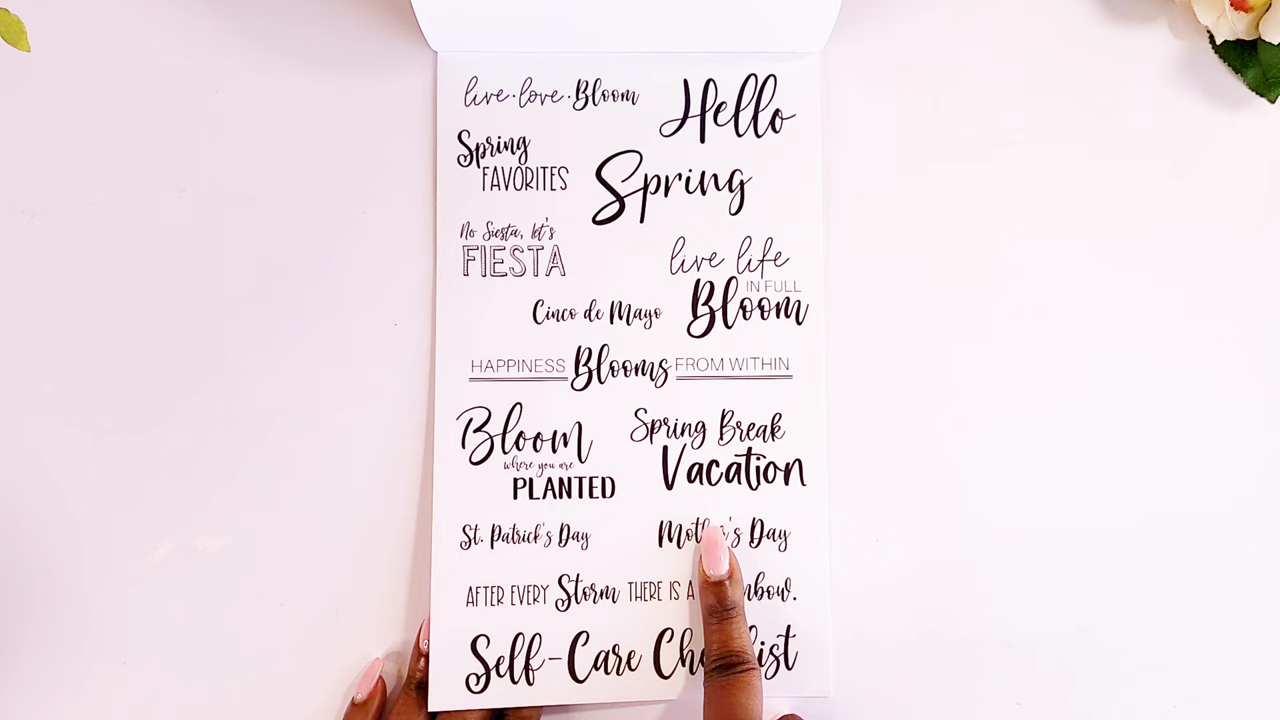 live·love·Bloom
Hello
Spring
Spring
FAVORITES
No Siesta, let's
FIESTA
live life
IN FULL
Bloom
Cinco de Mayo
HAPPINESS Blooms FROM WITHIN
Bloom
where you are
PLANTED
Spring Break
Vacation
St. Patrick's Day
Mother's Day
AFTER EVERY Storm THERE IS A
Self-Care